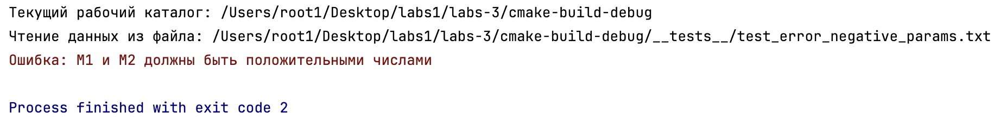 Текущий рабочий каталог: /Users/root1/Desktop/labs1/labs-3/cmake-build-debug
Чтение данных из файла: /Users/root1/Desktop/labs1/labs-3/cmake-build-debug/__tests__/test_error_negative_params.txt
Ошибка: M1 и M2 должны быть положительными числами
Process finished with exit code 2